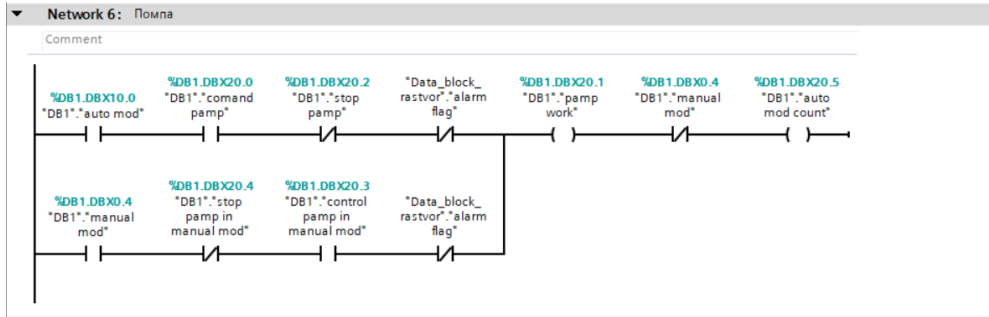 Network 6: Помпа
Comment
%DB1.DBX10.0
"DB1"."auto mod"
%DB1.DBX20.0
"DB1"."comand
pamp"
%DB1.DBX20.2
"DB1"."stop
pamp"
"Data_block_
rastvor"."alarm
flag"
%DB1.DBX20.1
"DB1"."pamp
work"
%DB1.DBX0.4
"DB1"."manual
mod"
%DB1.DBX20.5
"DB1"."auto
mod count"
%DB1.DBX0.4
"DB1"."manual
mod"
%DB1.DBX20.4
"DB1"."stop
pamp in
manual mod"
%DB1.DBX20.3
"DB1"."control
pamp in
manual mod"
"Data_block_
rastvor"."alarm
flag"